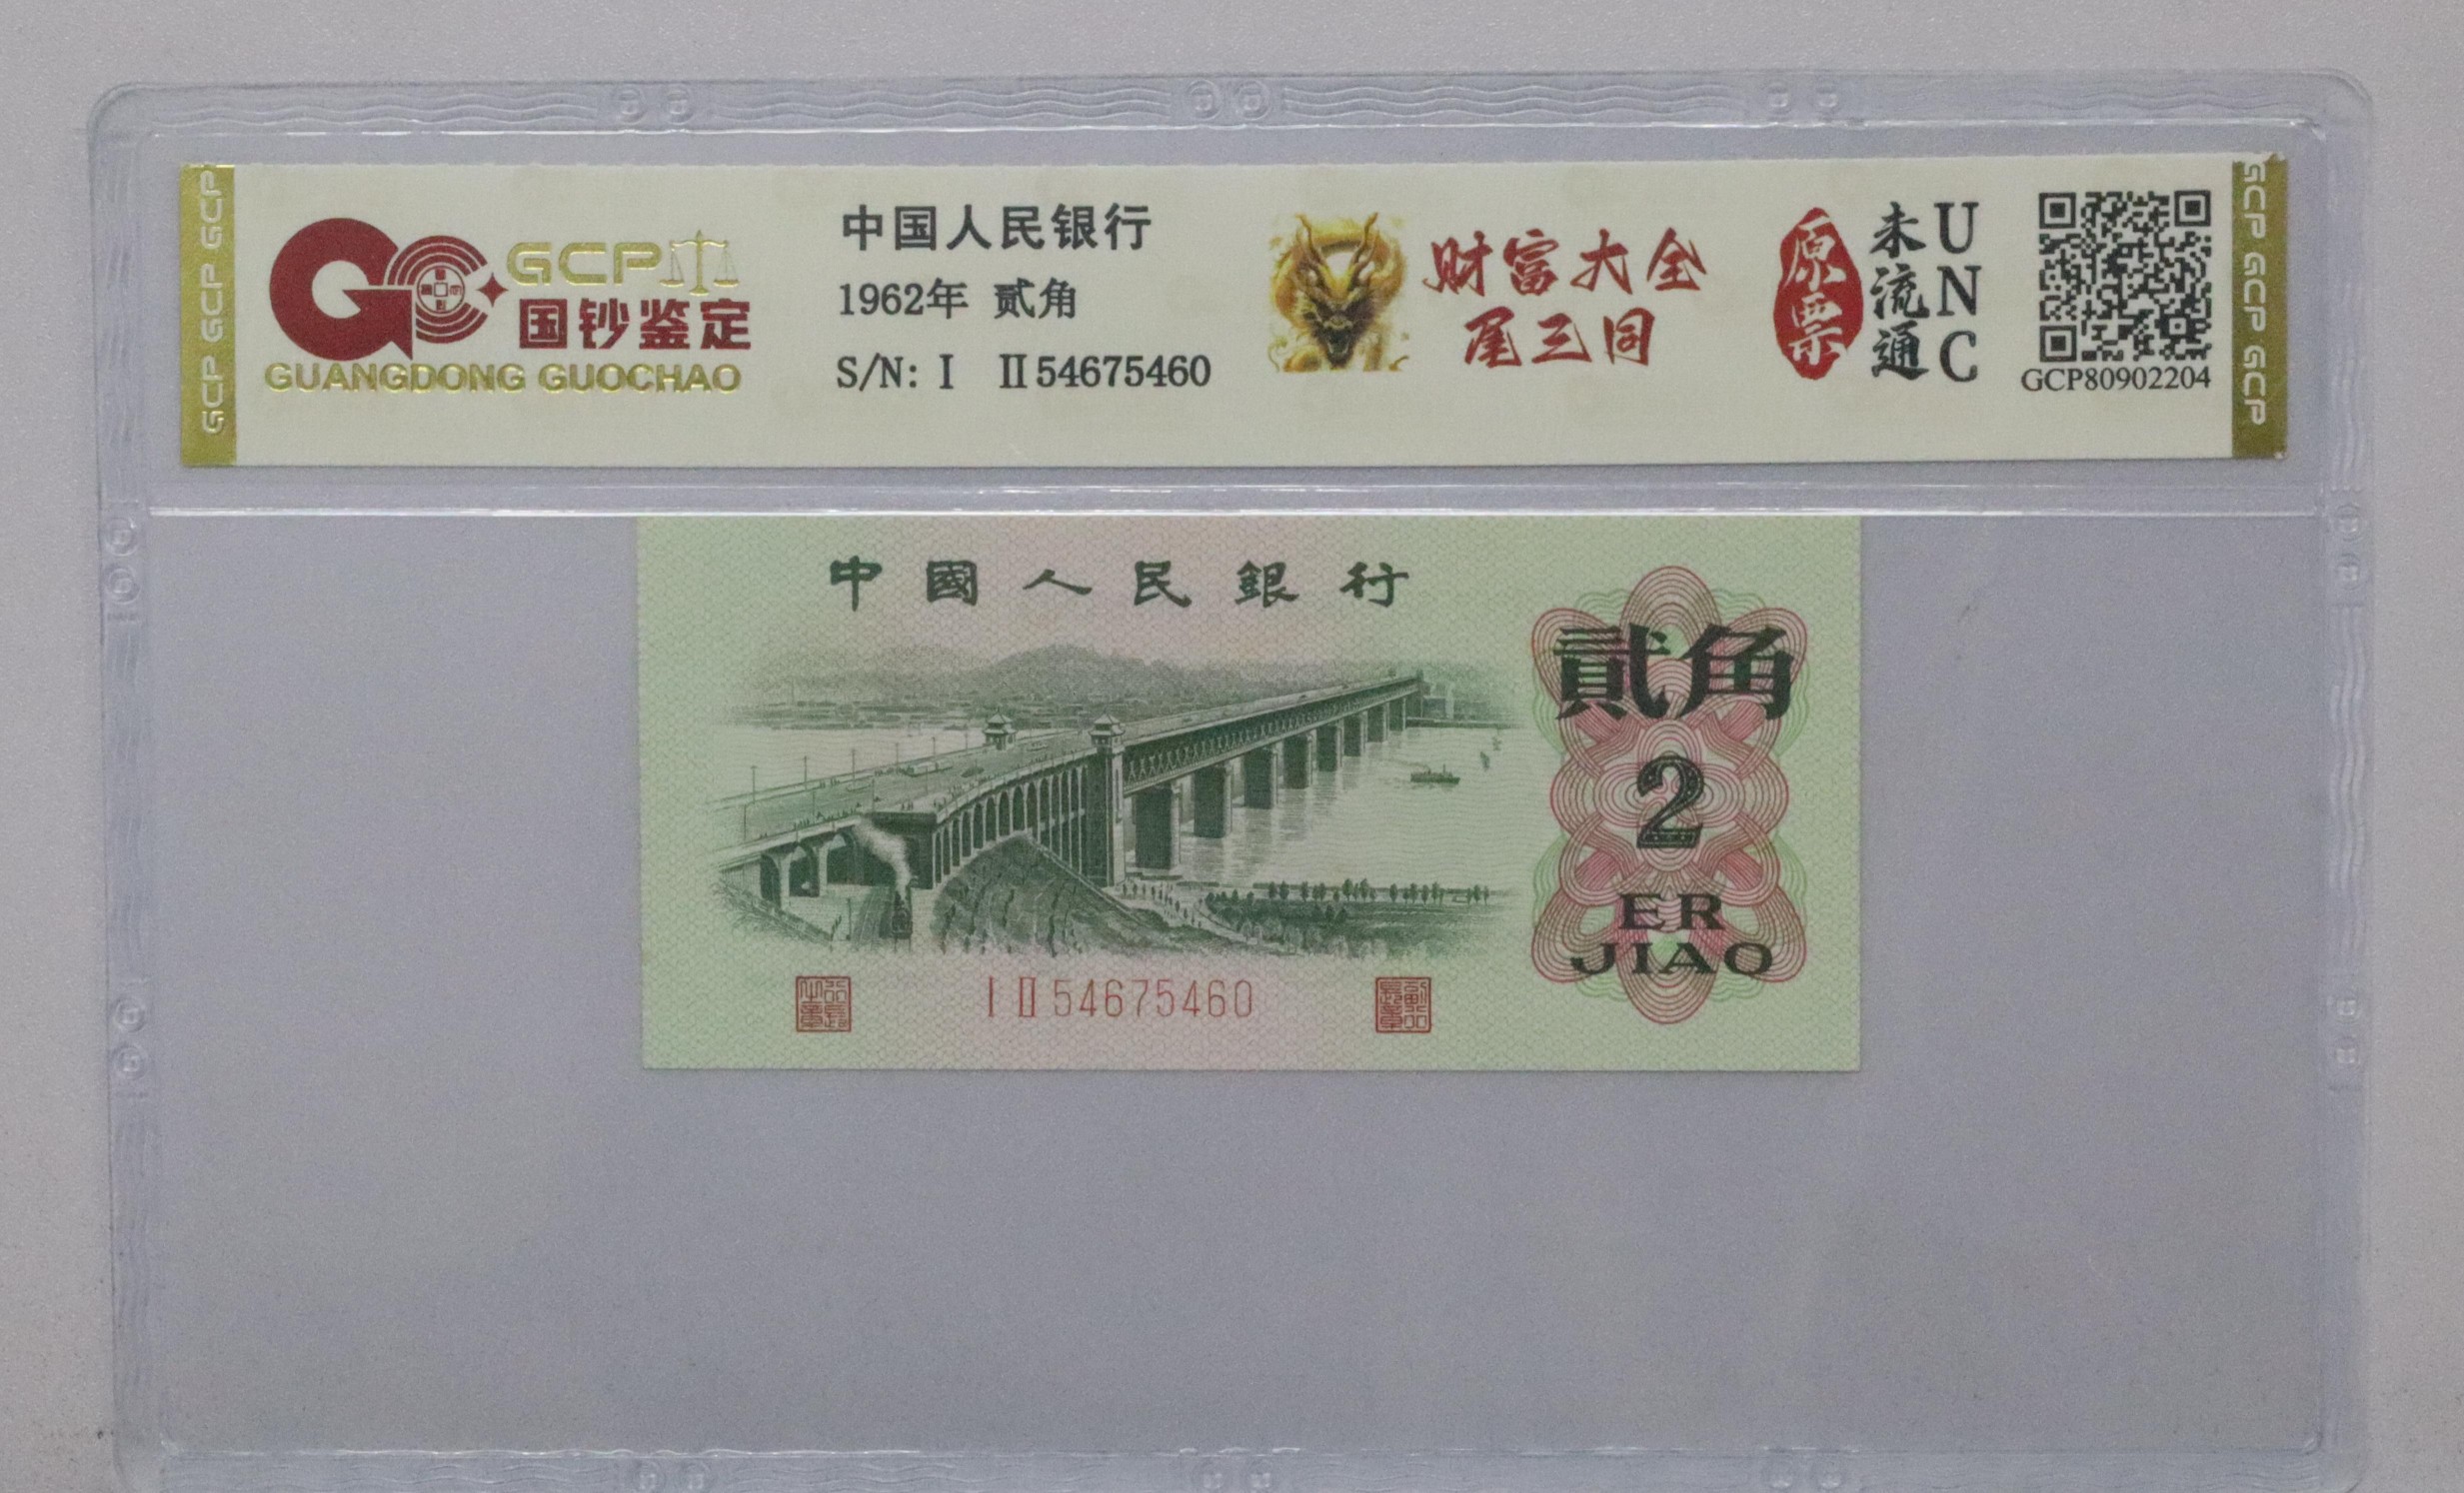 GCP GCP GCP
GCP
国钞鉴定
GUANGDONG GUOCHAO
中国人民银行
1962年 贰角
S/N: I Ⅱ54675460
财富大全
尾三同
原票
未流通
UNC
GCP80902204
GCP GCP GCP
中國人民銀行
貳角
2
ER
JIAO
I Ⅱ 54675460